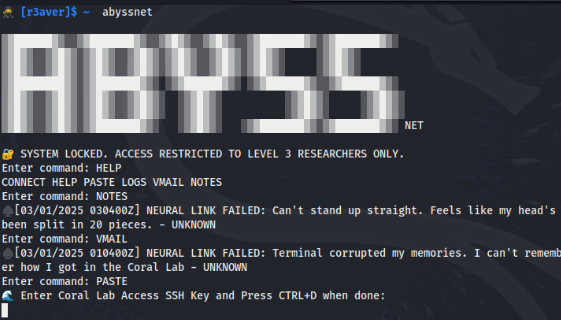 [r3aver]$ ~ abyssnet
ABYSS
NET
SYSTEM LOCKED. ACCESS RESTRICTED TO LEVEL 3 RESEARCHERS ONLY.
Enter command: HELP
CONNECT HELP PASTE LOGS VMAIL NOTES
Enter command: NOTES
[03/01/2025 030400Z] NEURAL LINK FAILED: Can't stand up straight. Feels like my head's
been split in 20 pieces. – UNKNOWN
Enter command: VMAIL
[03/01/2025 010400Z] NEURAL LINK FAILED: Terminal corrupted my memories. I can't rememb
er how I got in the Coral Lab – UNKNOWN
Enter command: PASTE
Enter Coral Lab Access SSH Key and Press CTRL+D when done: